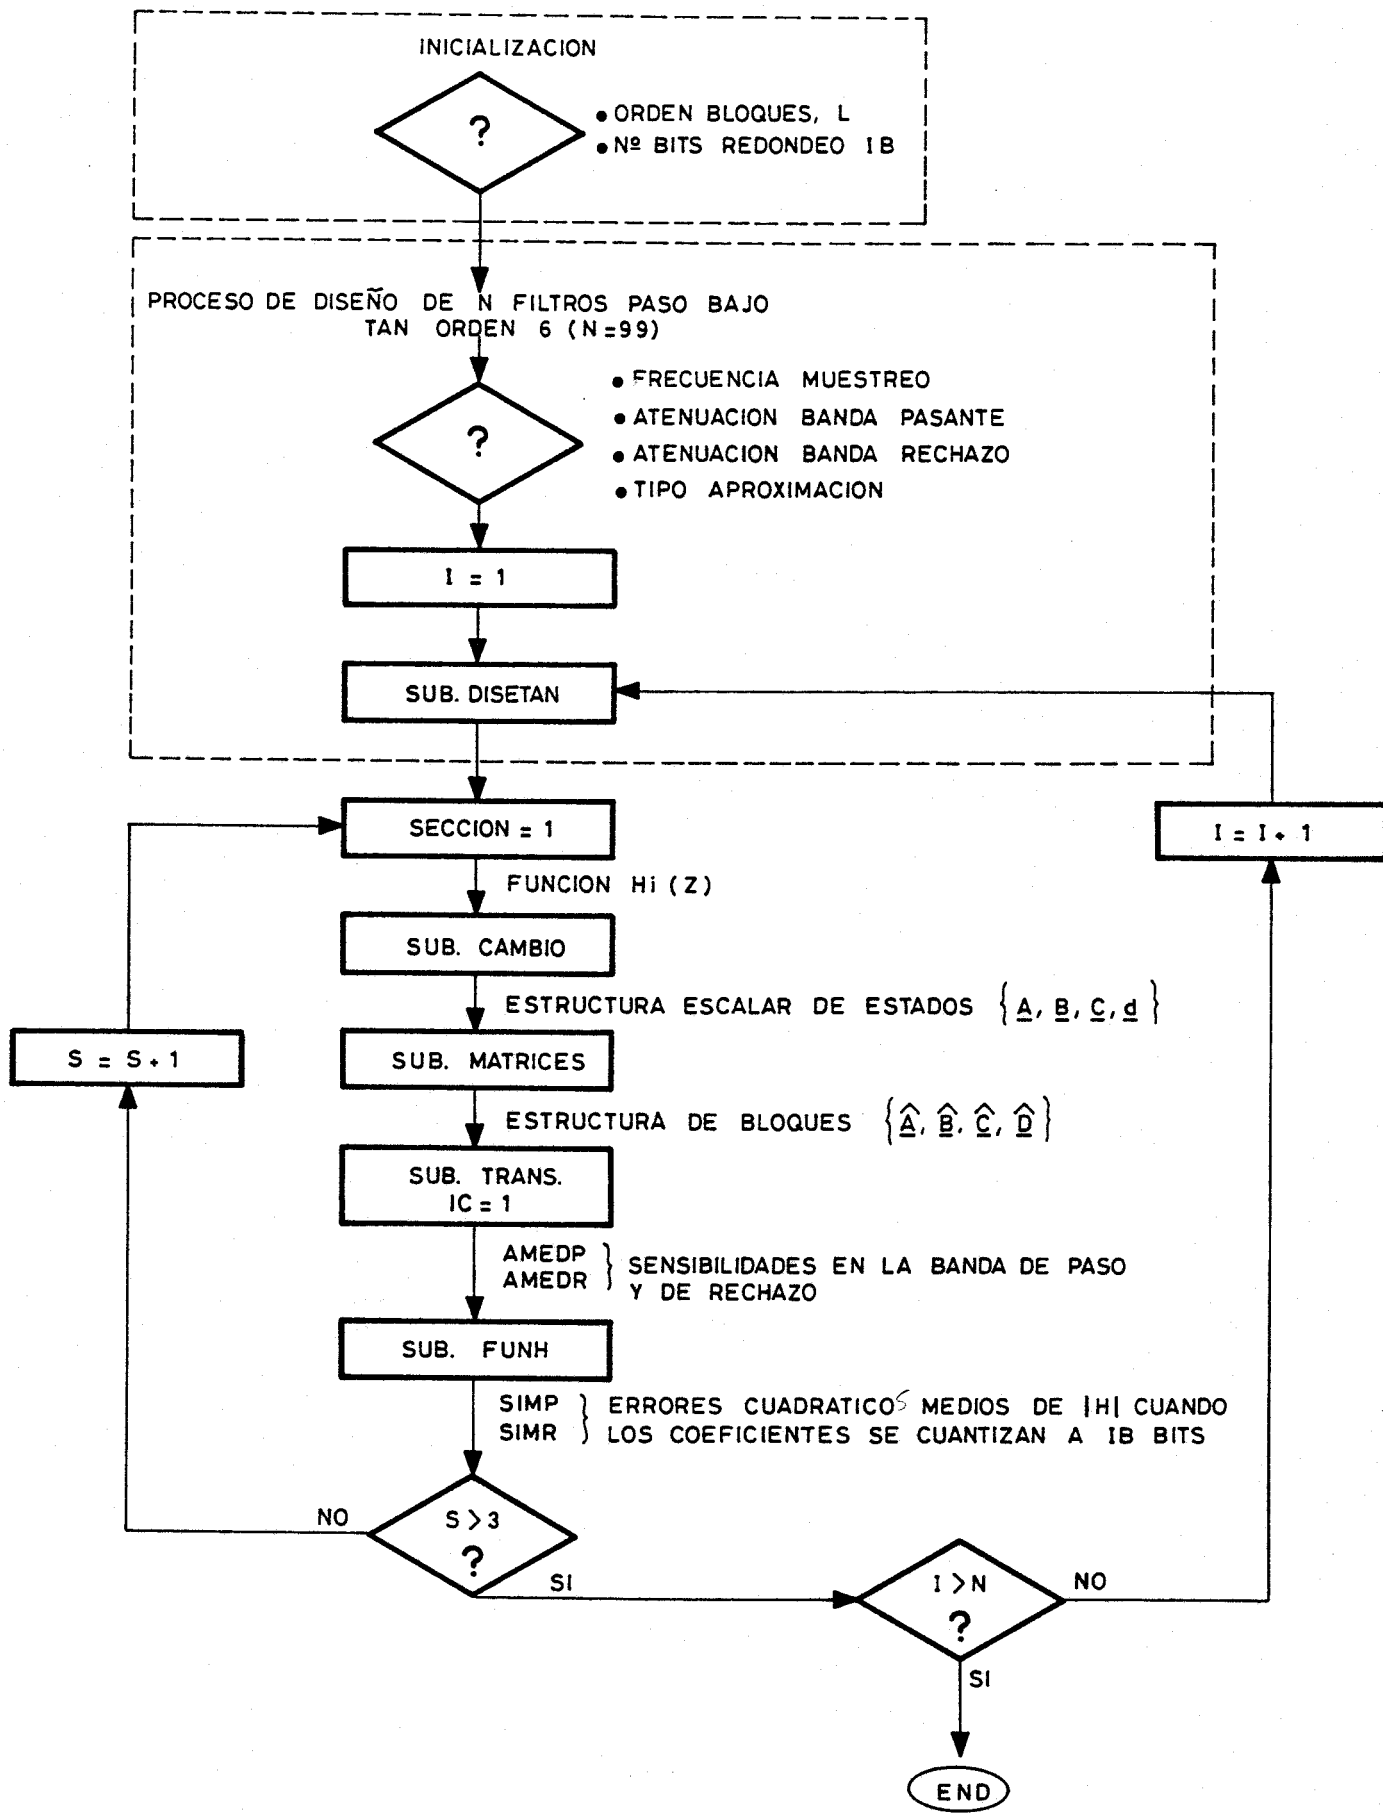 INICIALIZACION
?
• ORDEN BLOQUES, L
• Nº BITS REDONDEO IB
PROCESO DE DISEÑO DE N FILTROS PASO BAJO
TAN ORDEN 6 (N=99)
?
• FRECUENCIA MUESTREO
• ATENUACION BANDA PASANTE
• ATENUACION BANDA RECHAZO
• TIPO APROXIMACION
I = 1
SUB. DISETAN
SECCION = 1
I = I + 1
FUNCION Hi (Z)
SUB. CAMBIO
ESTRUCTURA ESCALAR DE ESTADOS {A, B, C, d}
S = S + 1
SUB. MATRICES
ESTRUCTURA DE BLOQUES {Â, B̂, Ĉ, D̂}
SUB. TRANS.
IC = 1
AMEDP } SENSIBILIDADES EN LA BANDA DE PASO
AMEDR } Y DE RECHAZO
SUB. FUNH
SIMP } ERRORES CUADRATICOS MEDIOS DE |H| CUANDO
SIMR } LOS COEFICIENTES SE CUANTIZAN A IB BITS
NO
S > 3
?
SI
I > N
?
NO
SI
END